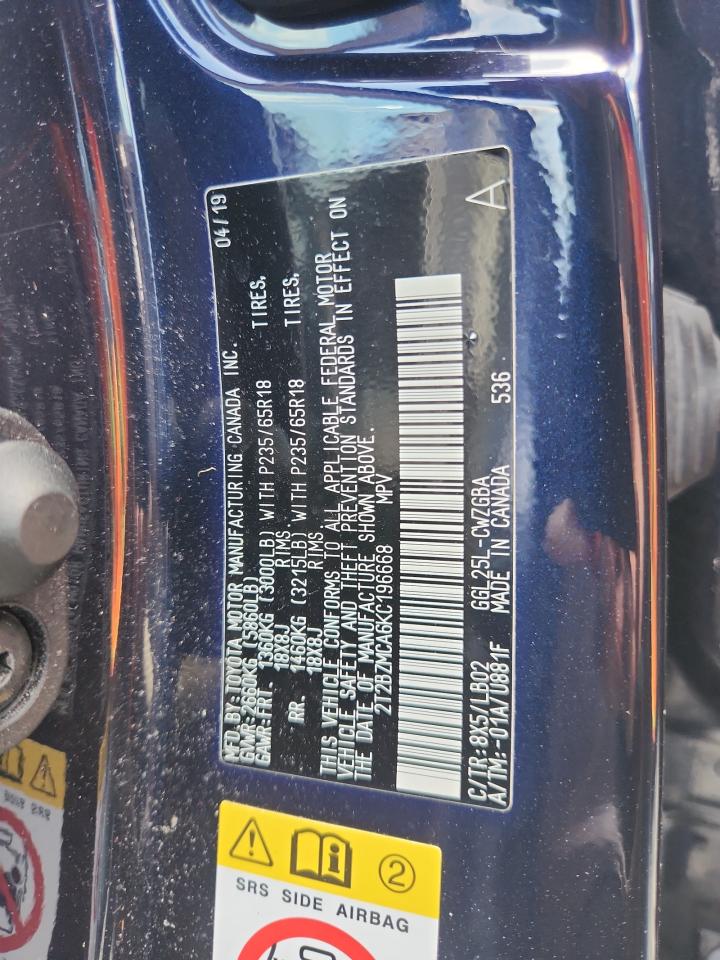 MFD. BY: TOYOTA MOTOR MANUFACTURING CANADA INC. 04/19
GVWR: 2660KG (5860LB)
GAWR: FRT. 1360KG (3000LB) WITH P235/65R18 TIRES,
18X8J RIMS
RR. 1460KG (3215LB) WITH P235/65R18 TIRES,
18X8J RIMS
THIS VEHICLE CONFORMS TO ALL APPLICABLE FEDERAL MOTOR
VEHICLE SAFETY AND THEFT PREVENTION STANDARDS IN EFFECT ON
THE DATE OF MANUFACTURE SHOWN ABOVE.
2T2BZMCA6KC196668 MPV
A
C/TR:8X5/LB02 GGL25L-CWZGBA 536
A/TM:-01A/U881F MADE IN CANADA
2
SRS SIDE AIRBAG